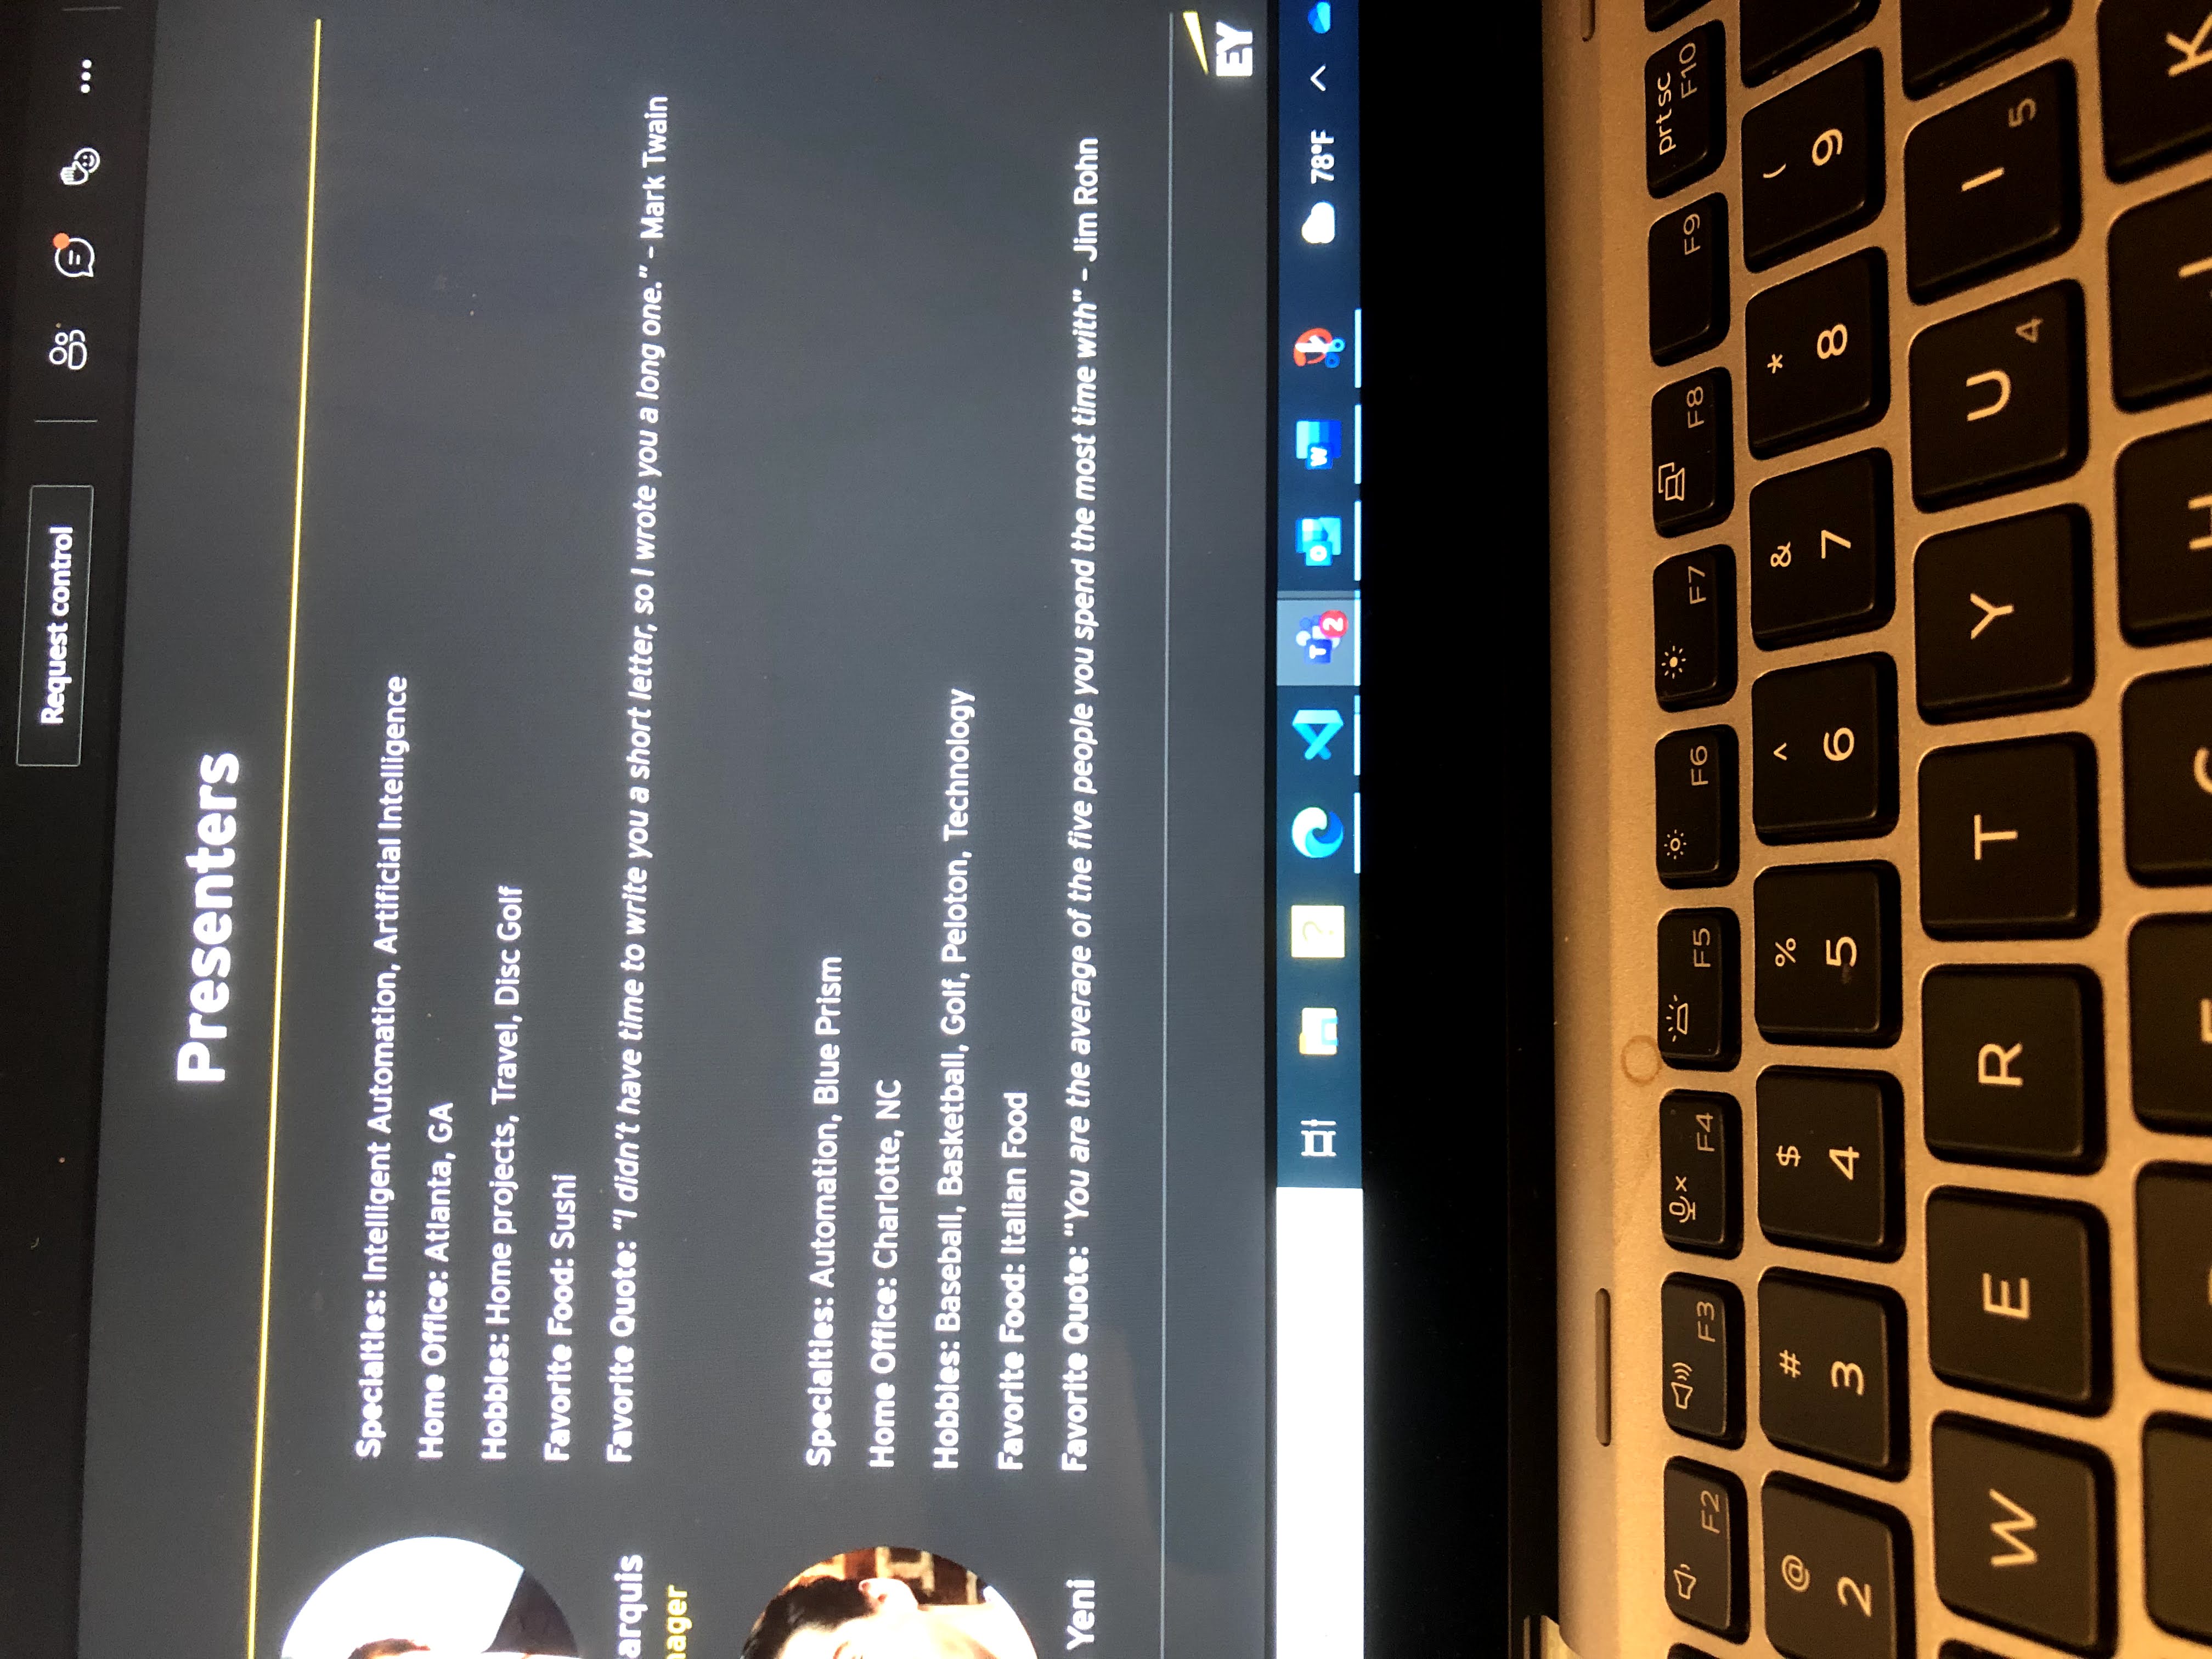 Request control
Presenters
Specialties: Intelligent Automation, Artificial Intelligence
Home Office: Atlanta, GA
Hobbies: Home projects, Travel, Disc Golf
Favorite Food: Sushi
arquis
Favorite Quote: “I didn’t have time to write you a short letter, so I wrote you a long one.” – Mark Twain
nager
Specialties: Automation, Blue Prism
Home Office: Charlotte, NC
Hobbies: Baseball, Basketball, Golf, Peloton, Technology
Favorite Food: Italian Food
Yeni
Favorite Quote: “You are the average of the five people you spend the most time with” – Jim Rohn
EY
? T 2 O W 78°F
F2 F3 F4 F5 F6 F7 F8 F9 prt sc F10
@ # $ % ^ & * (
2 3 4 5 6 7 8 9
W E R T Y U 4 I 5
K